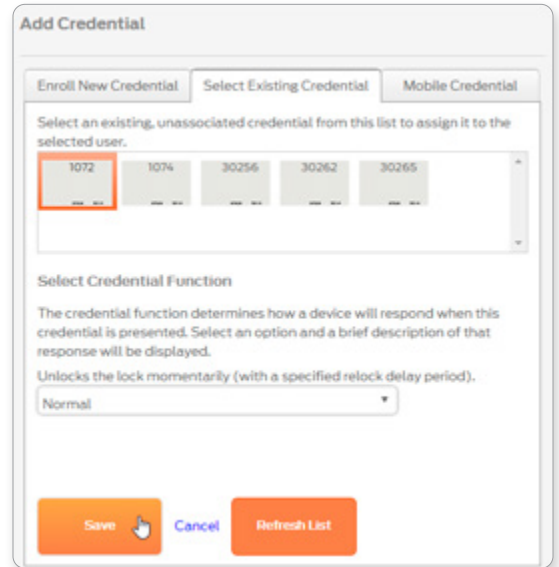 Add Credential
Enroll New Credential
Select Existing Credential
Mobile Credential
Select an existing, unassociated credential from this list to assign it to the
selected user.
1072
1074
30256
30262
30265
Select Credential Function
The credential function determines how a device will respond when this
credential is presented. Select an option and a brief description of that
response will be displayed.
Unlocks the lock momentarily (with a specified relock delay period).
Normal
Save
Cancel
Refresh List